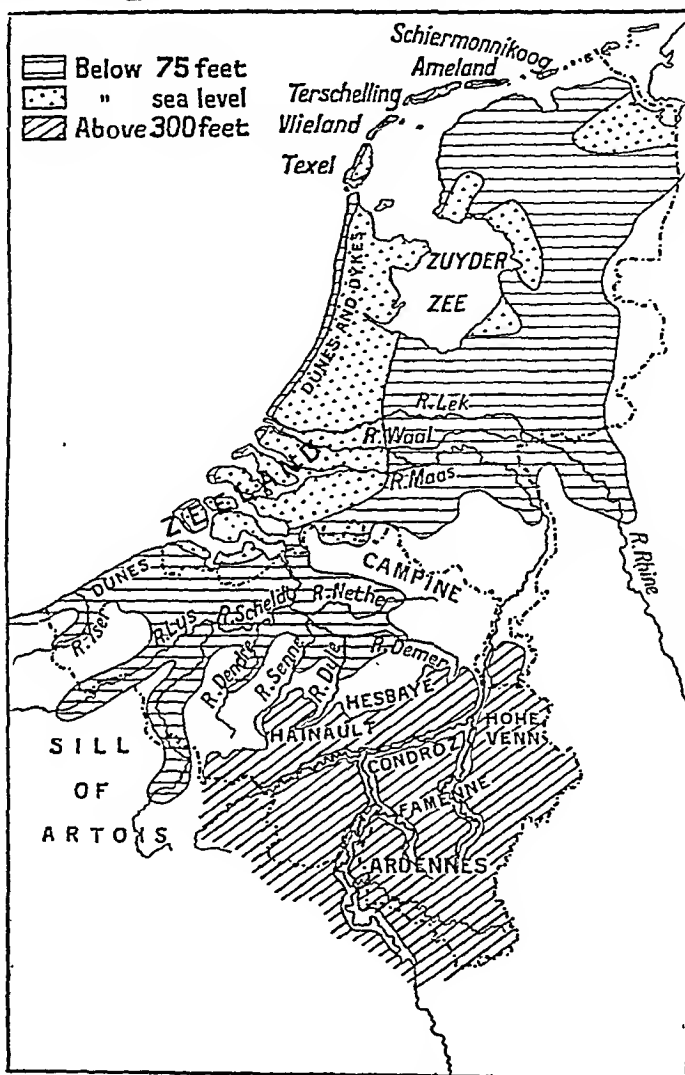 Below 75 feet
" sea level
Above 300 feet
Schiermonnikoog
Ameland
Terschelling
Vlieland
Texel
DUNES AND DYKES
ZUYDER
ZEE
R. Lek
R. Waal
R. Maas
ZEELAND
DUNES
CAMPINE
R. Rhine
R. Yser
R. Lys
R. Scheldt
R. Nethe
R. Dendre
R. Senne
R. Dyle
R. Demer
HESBAYE
HAINAULT
HOHE
VENN
CONDROZ
FAMENNE
ARDENNES
SILL
OF
ARTOIS